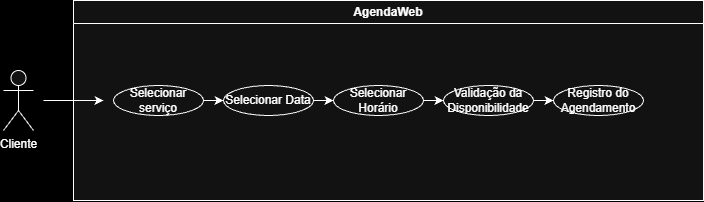 AgendaWeb
Selecionar
serviço
Selecionar Data
Selecionar
Horário
Validação da
Disponibilidade
Registro do
Agendamento
Cliente